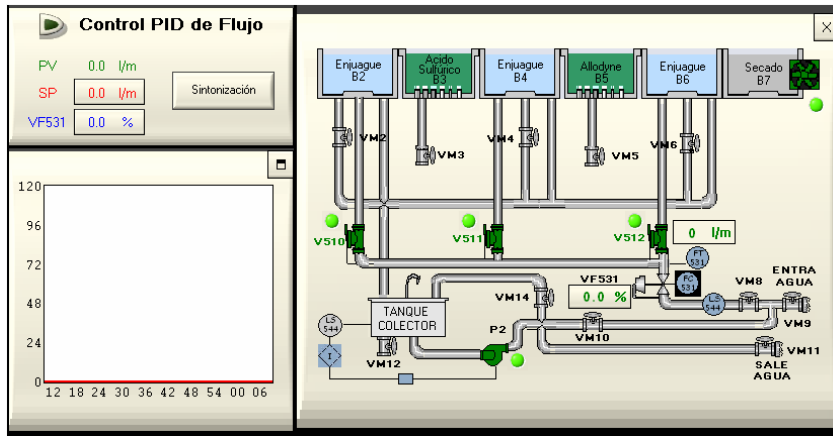 Control PID de Flujo
PV 0.0 l/m
SP 0.0 l/m
VF531 0.0 %
Sintonización
120
96
72
48
24
0
12 18 24 30 36 42 48 54 00 06
X
Enjuague
B2
Acido
Sulfúrico
B3
Enjuague
B4
Allodyne
B5
Enjuague
B6
Secado
B7
VM2
VM3
VM4
VM5
VM6
V510
V511
V512
0 l/m
FT
531
VF531
0.0 %
FC
531
LS
544
VM8
ENTRA
AGUA
VM9
TANQUE
COLECTOR
VM14
LS
544
I
P2
VM10
VM12
VM11
SALE
AGUA